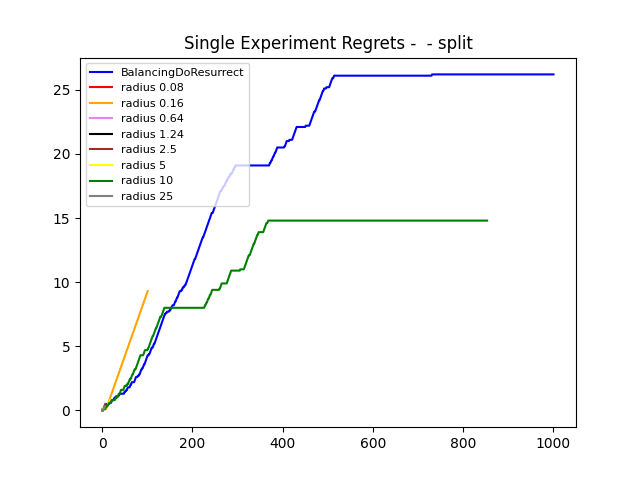 Single Experiment Regrets -  - split
BalancingDoResurrect
radius 0.08
radius 0.16
radius 0.64
radius 1.24
radius 2.5
radius 5
radius 10
radius 25
25
20
15
10
5
0
0 200 400 600 800 1000